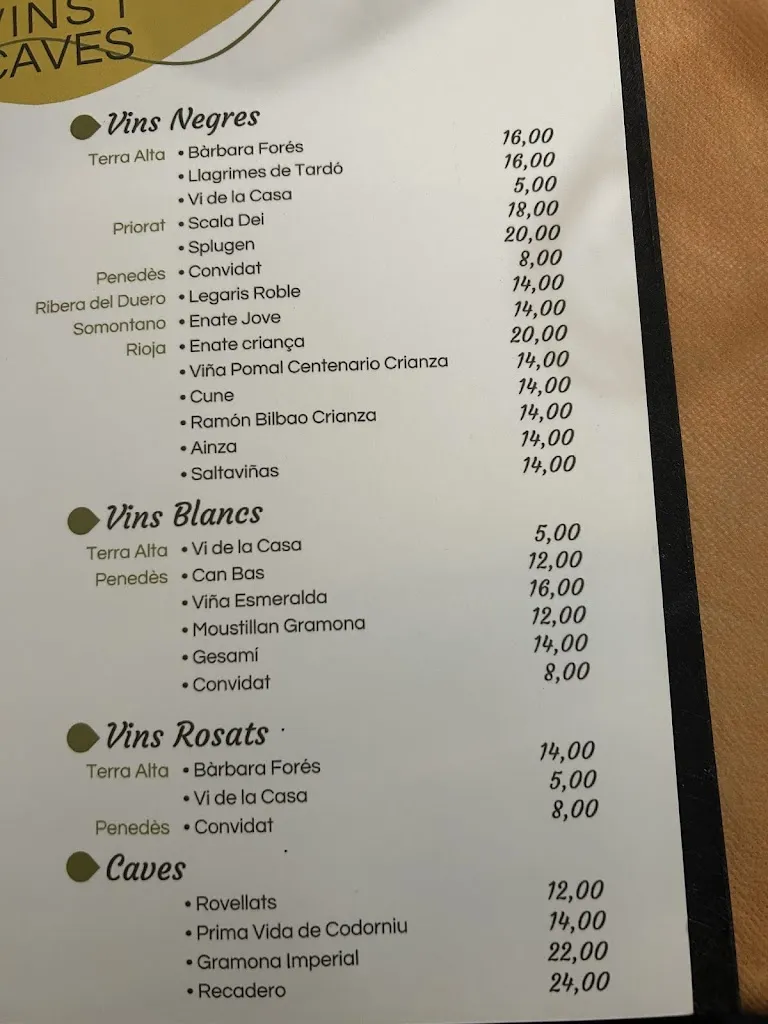 VINS I
CAVES
Vins Negres
Terra Alta • Bàrbara Forés 16,00
• Llagrimes de Tardó 16,00
• Vi de la Casa 5,00
Priorat • Scala Dei 18,00
• Splugen 20,00
Penedès • Convidat 8,00
Ribera del Duero • Legaris Roble 14,00
Somontano • Enate Jove 14,00
Rioja • Enate criança 20,00
• Viña Pomal Centenario Crianza 14,00
• Cune 14,00
• Ramón Bilbao Crianza 14,00
• Ainza 14,00
• Saltaviñas 14,00
Vins Blancs
Terra Alta • Vi de la Casa 5,00
Penedès • Can Bas 12,00
• Viña Esmeralda 16,00
• Moustillan Gramona 12,00
• Gesamí 14,00
• Convidat 8,00
Vins Rosats
Terra Alta • Bàrbara Forés 14,00
• Vi de la Casa 5,00
Penedès • Convidat 8,00
Caves
• Rovellats 12,00
• Prima Vida de Codorniu 14,00
• Gramona Imperial 22,00
• Recadero 24,00